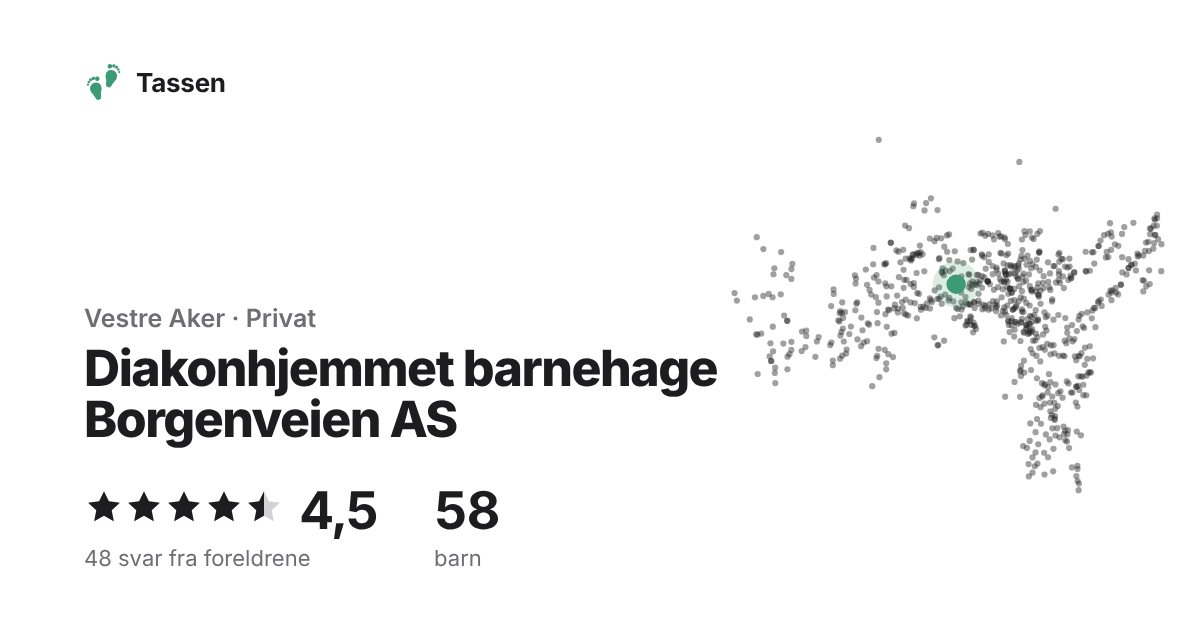 Tassen
Vestre Aker · Privat
Diakonhjemmet barnehage
Borgenveien AS
4,5
58
48 svar fra foreldrene
barn